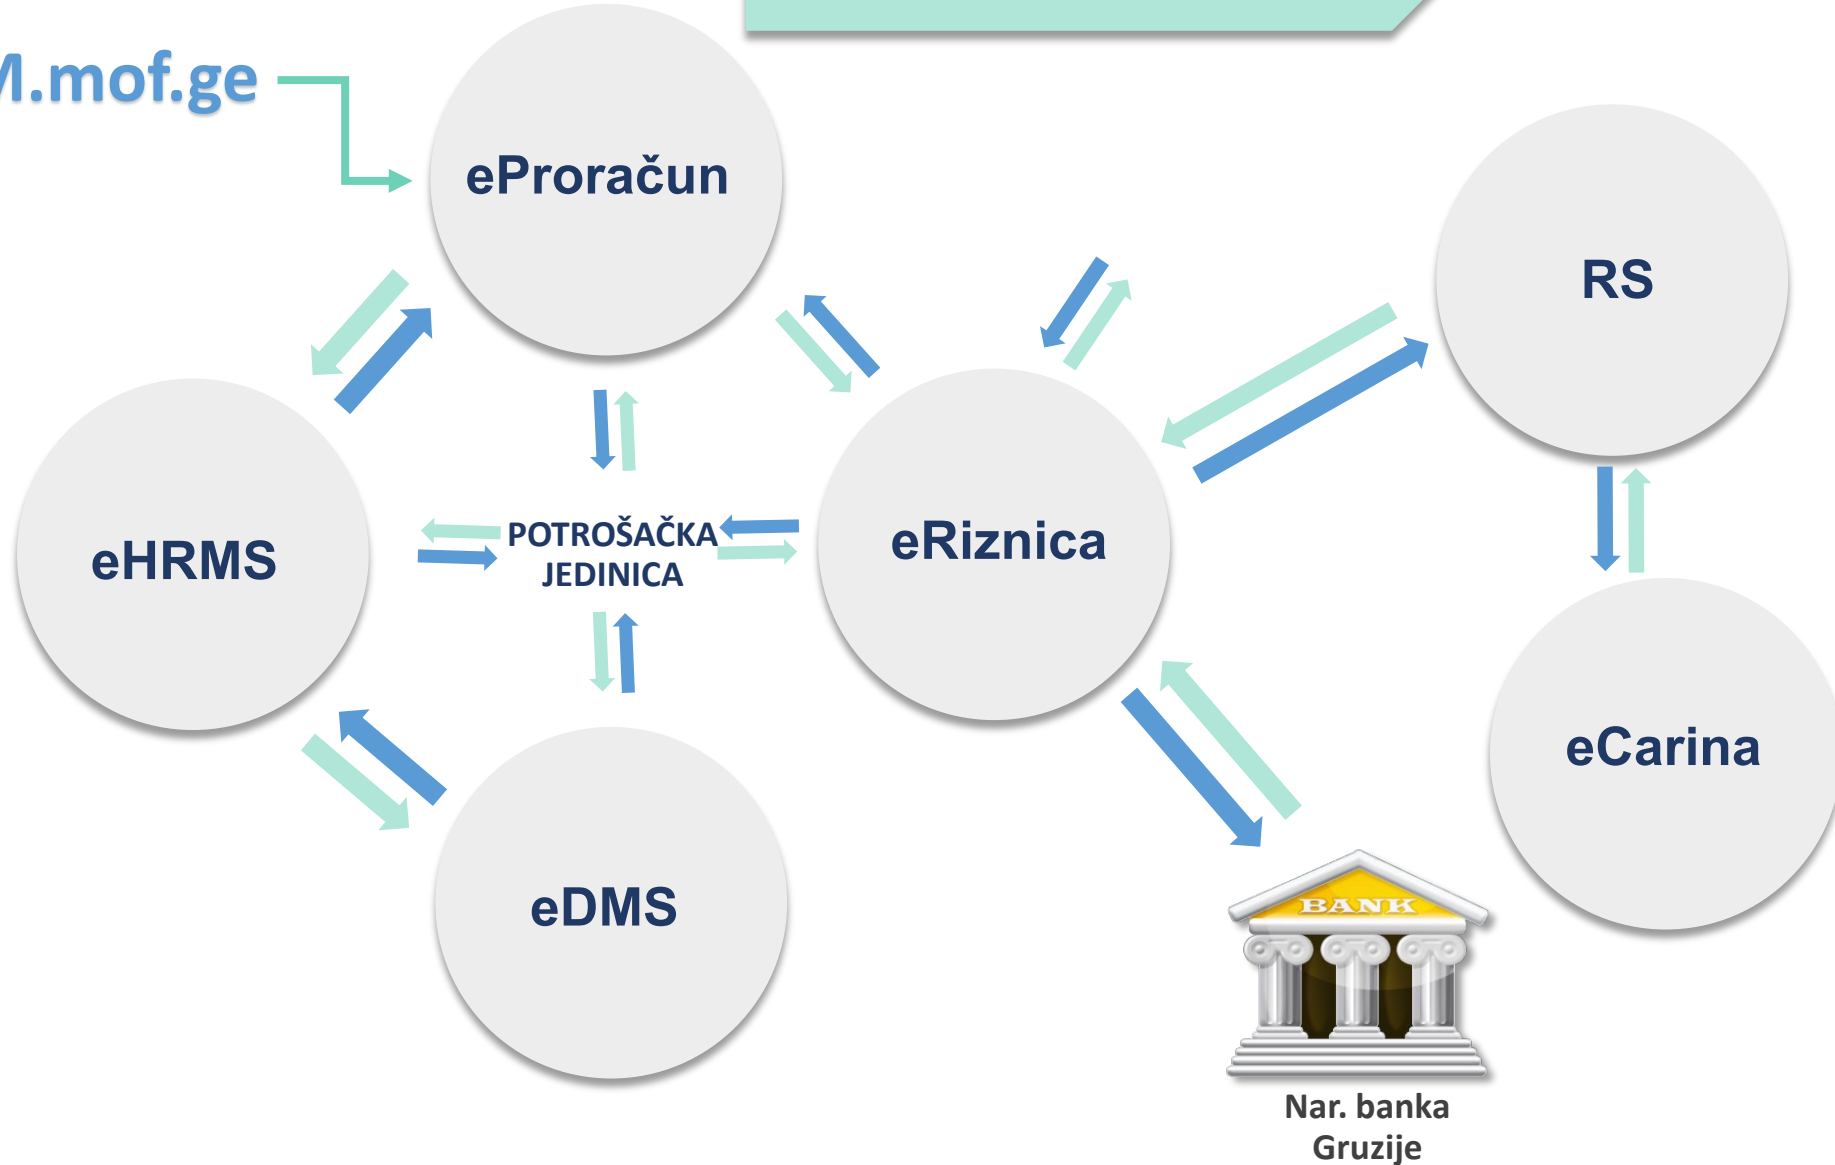 M.mof.ge
eProračun
RS
eHRMS
POTROŠAČKA
JEDINICA
eRiznica
eCarina
eDMS
BANK
Nar. banka
Gruzije